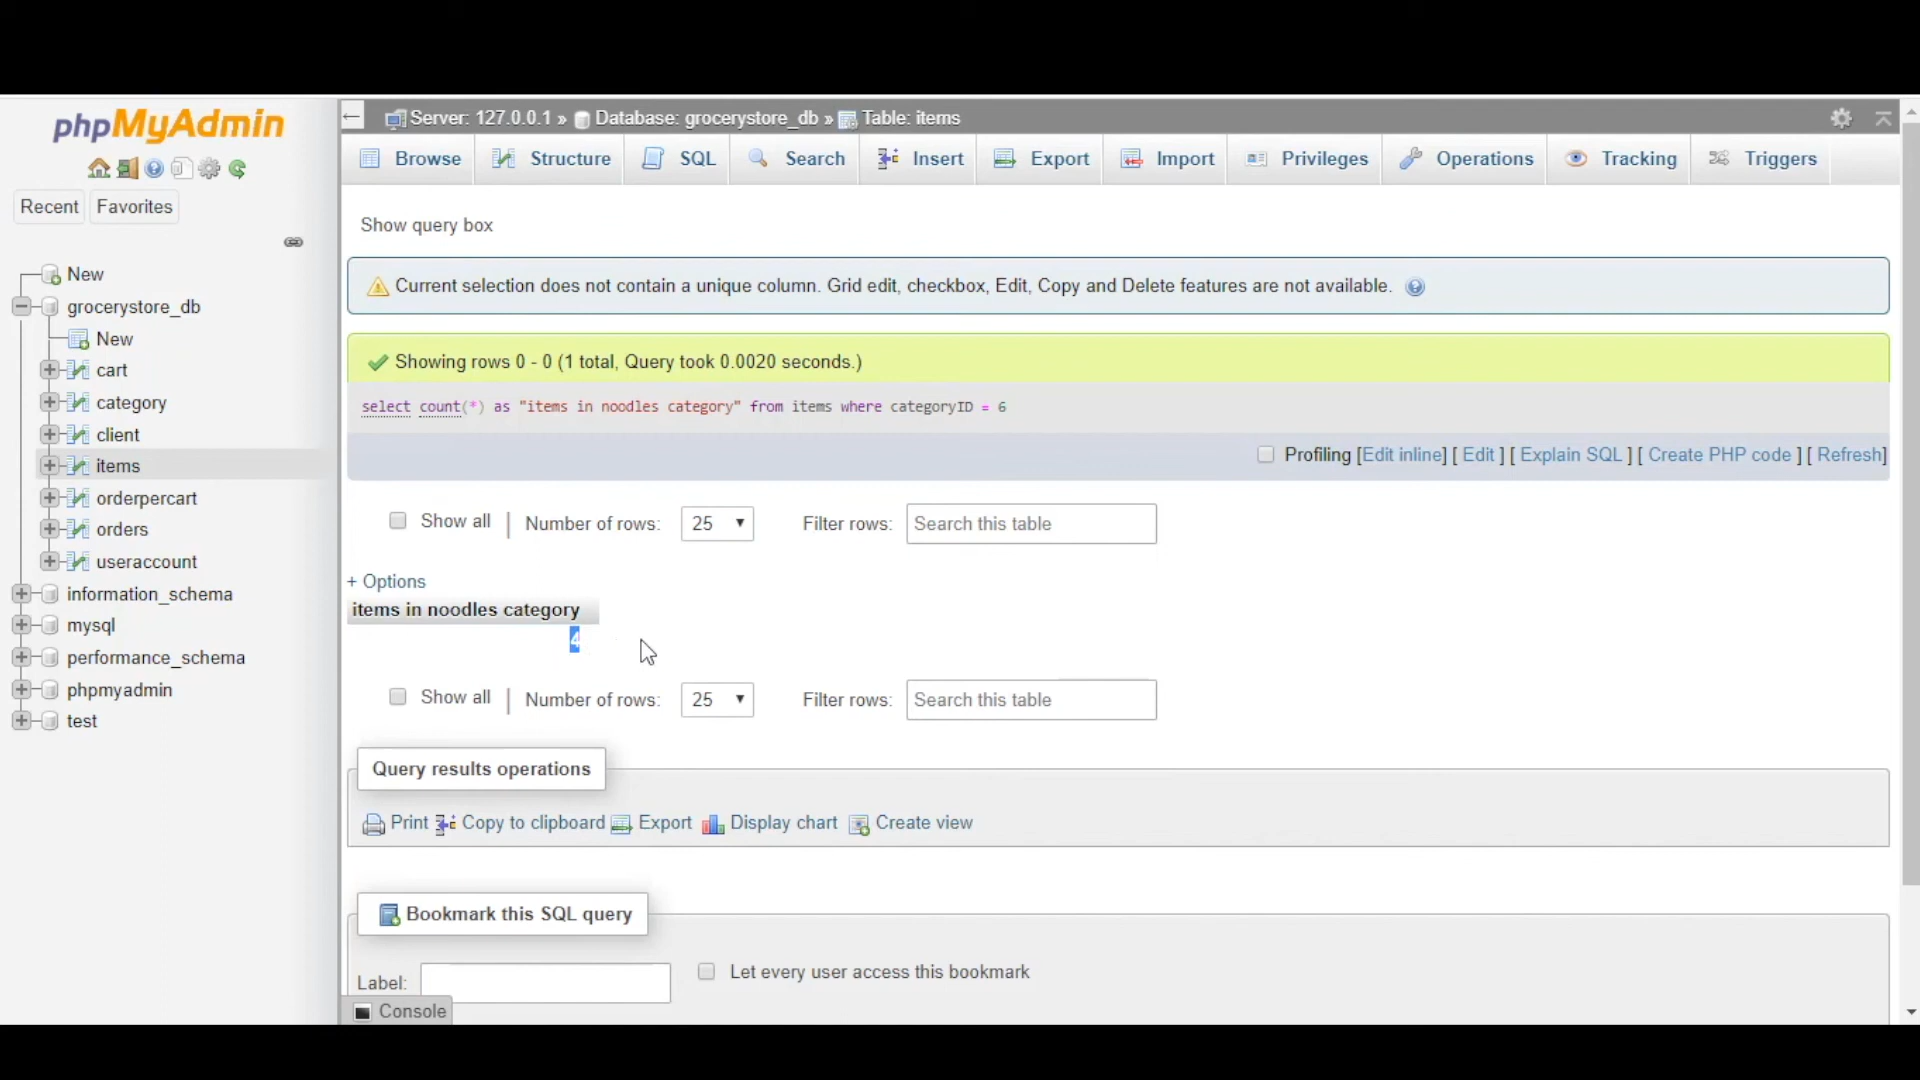 phpMyAdmin
Recent Favorites
New
grocerystore_db
New
cart
category
client
items
orderpercart
orders
useraccount
information_schema
mysql
performance_schema
phpmyadmin
test
Server: 127.0.0.1 » Database: grocerystore_db » Table: items
Browse Structure SQL Search Insert Export Import Privileges Operations Tracking Triggers
Show query box
Current selection does not contain a unique column. Grid edit, checkbox, Edit, Copy and Delete features are not available.
Showing rows 0 - 0 (1 total, Query took 0.0020 seconds.)
select count(*) as "items in noodles category" from items where categoryID = 6
Profiling [Edit inline] [ Edit ] [ Explain SQL ] [ Create PHP code ] [ Refresh]
Show all | Number of rows: 25 Filter rows: Search this table
+ Options
items in noodles category
4
Show all | Number of rows: 25 Filter rows: Search this table
Query results operations
Print Copy to clipboard Export Display chart Create view
Bookmark this SQL query
Label: Let every user access this bookmark
Console